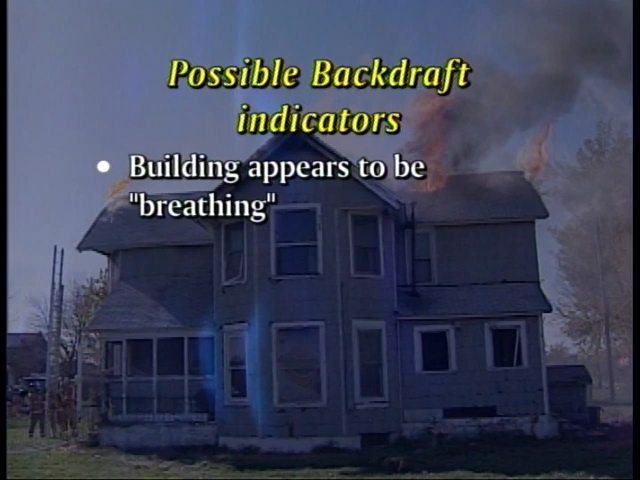 Possible Backdraft
indicators
• Building appears to be
"breathing"